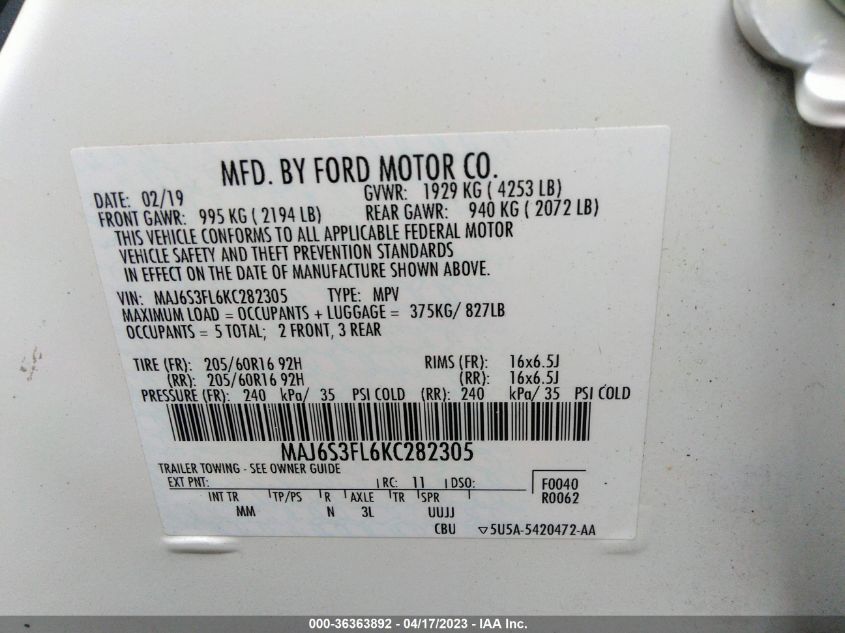 MFD. BY FORD MOTOR CO.
DATE: 02/19 GVWR: 1929 KG ( 4253 LB)
FRONT GAWR: 995 KG ( 2194 LB) REAR GAWR: 940 KG ( 2072 LB)
THIS VEHICLE CONFORMS TO ALL APPLICABLE FEDERAL MOTOR
VEHICLE SAFETY AND THEFT PREVENTION STANDARDS
IN EFFECT ON THE DATE OF MANUFACTURE SHOWN ABOVE.
VIN: MAJ6S3FL6KC282305 TYPE: MPV
MAXIMUM LOAD = OCCUPANTS + LUGGAGE = 375KG/ 827LB
OCCUPANTS = 5 TOTAL; 2 FRONT, 3 REAR
TIRE (FR): 205/60R16 92H RIMS (FR): 16x6.5J
(RR): 205/60R16 92H (RR): 16x6.5J
PRESSURE (FR): 240 kPa/ 35 PSI COLD (RR): 240 kPa/ 35 PSI COLD
MAJ6S3FL6KC282305
TRAILER TOWING - SEE OWNER GUIDE
EXT PNT: RC: 11 DSO: F0040
R0062
INT TR TP/PS R AXLE TR SPR
MM N 3L UUJJ
CBU ▽5U5A-5420472-AA
000-36363892 - 04/17/2023 - IAA Inc.